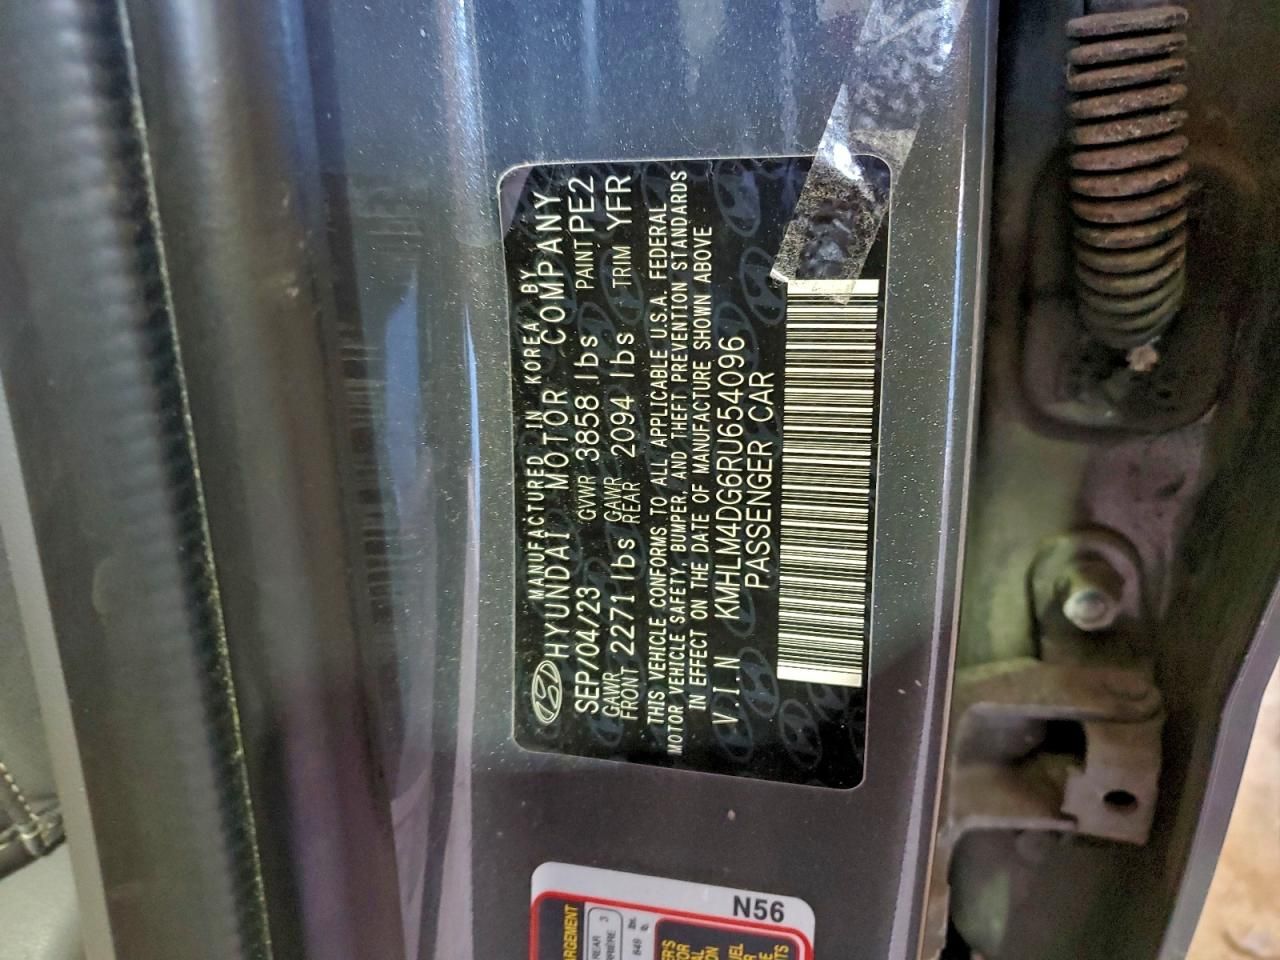 MANUFACTURED IN KOREA BY
HYUNDAI MOTOR COMPANY
SEP/04/23 GVWR 3858 lbs PAINT PE2
GAWR FRONT 2271 lbs GAWR REAR 2094 lbs TRIM YFR
THIS VEHICLE CONFORMS TO ALL APPLICABLE U.S.A. FEDERAL
MOTOR VEHICLE SAFETY, BUMPER, AND THEFT PREVENTION STANDARDS
IN EFFECT ON THE DATE OF MANUFACTURE SHOWN ABOVE
V.I.N KMHLM4DG6RU654096
PASSENGER CAR
N56
REAR 3